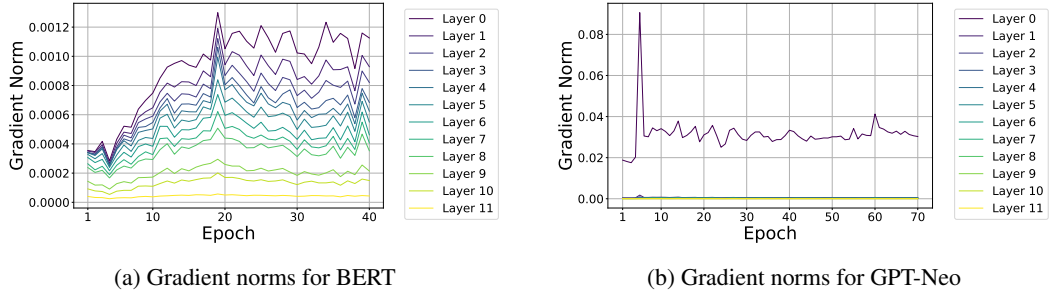 0.0012
0.0010
0.0008
0.0006
0.0004
0.0002
0.0000
Gradient Norm
1 10 20 30 40
Epoch
Layer 0
Layer 1
Layer 2
Layer 3
Layer 4
Layer 5
Layer 6
Layer 7
Layer 8
Layer 9
Layer 10
Layer 11
(a) Gradient norms for BERT
0.08
0.06
0.04
0.02
0.00
Gradient Norm
1 10 20 30 40 50 60 70
Epoch
Layer 0
Layer 1
Layer 2
Layer 3
Layer 4
Layer 5
Layer 6
Layer 7
Layer 8
Layer 9
Layer 10
Layer 11
(b) Gradient norms for GPT-Neo